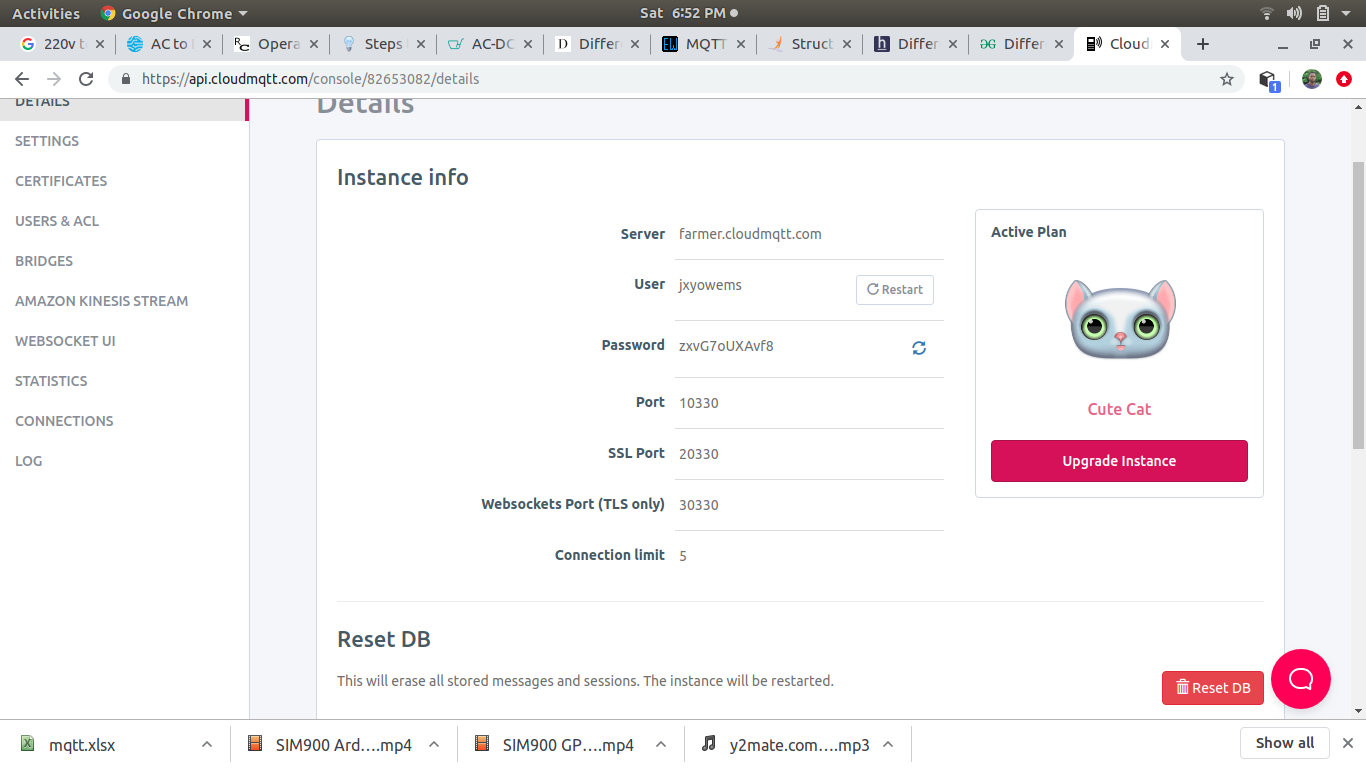 Activities Google Chrome Sat 6:52 PM
220v t AC to Opera Steps AC-DC Differ MQTT Struct Differ Differ Cloud
https://api.cloudmqtt.com/console/82653082/details
1
DETAILS
SETTINGS
CERTIFICATES
USERS & ACL
BRIDGES
AMAZON KINESIS STREAM
WEBSOCKET UI
STATISTICS
CONNECTIONS
LOG
Details
Instance info
Server farmer.cloudmqtt.com
User jxyowems Restart
Password zxvG7oUXAvf8
Port 10330
SSL Port 20330
Websockets Port (TLS only) 30330
Connection limit 5
Active Plan
Cute Cat
Upgrade Instance
Reset DB
This will erase all stored messages and sessions. The instance will be restarted.
Reset DB
mqtt.xlsx SIM900 Ard....mp4 SIM900 GP....mp4 y2mate.com....mp3 Show all